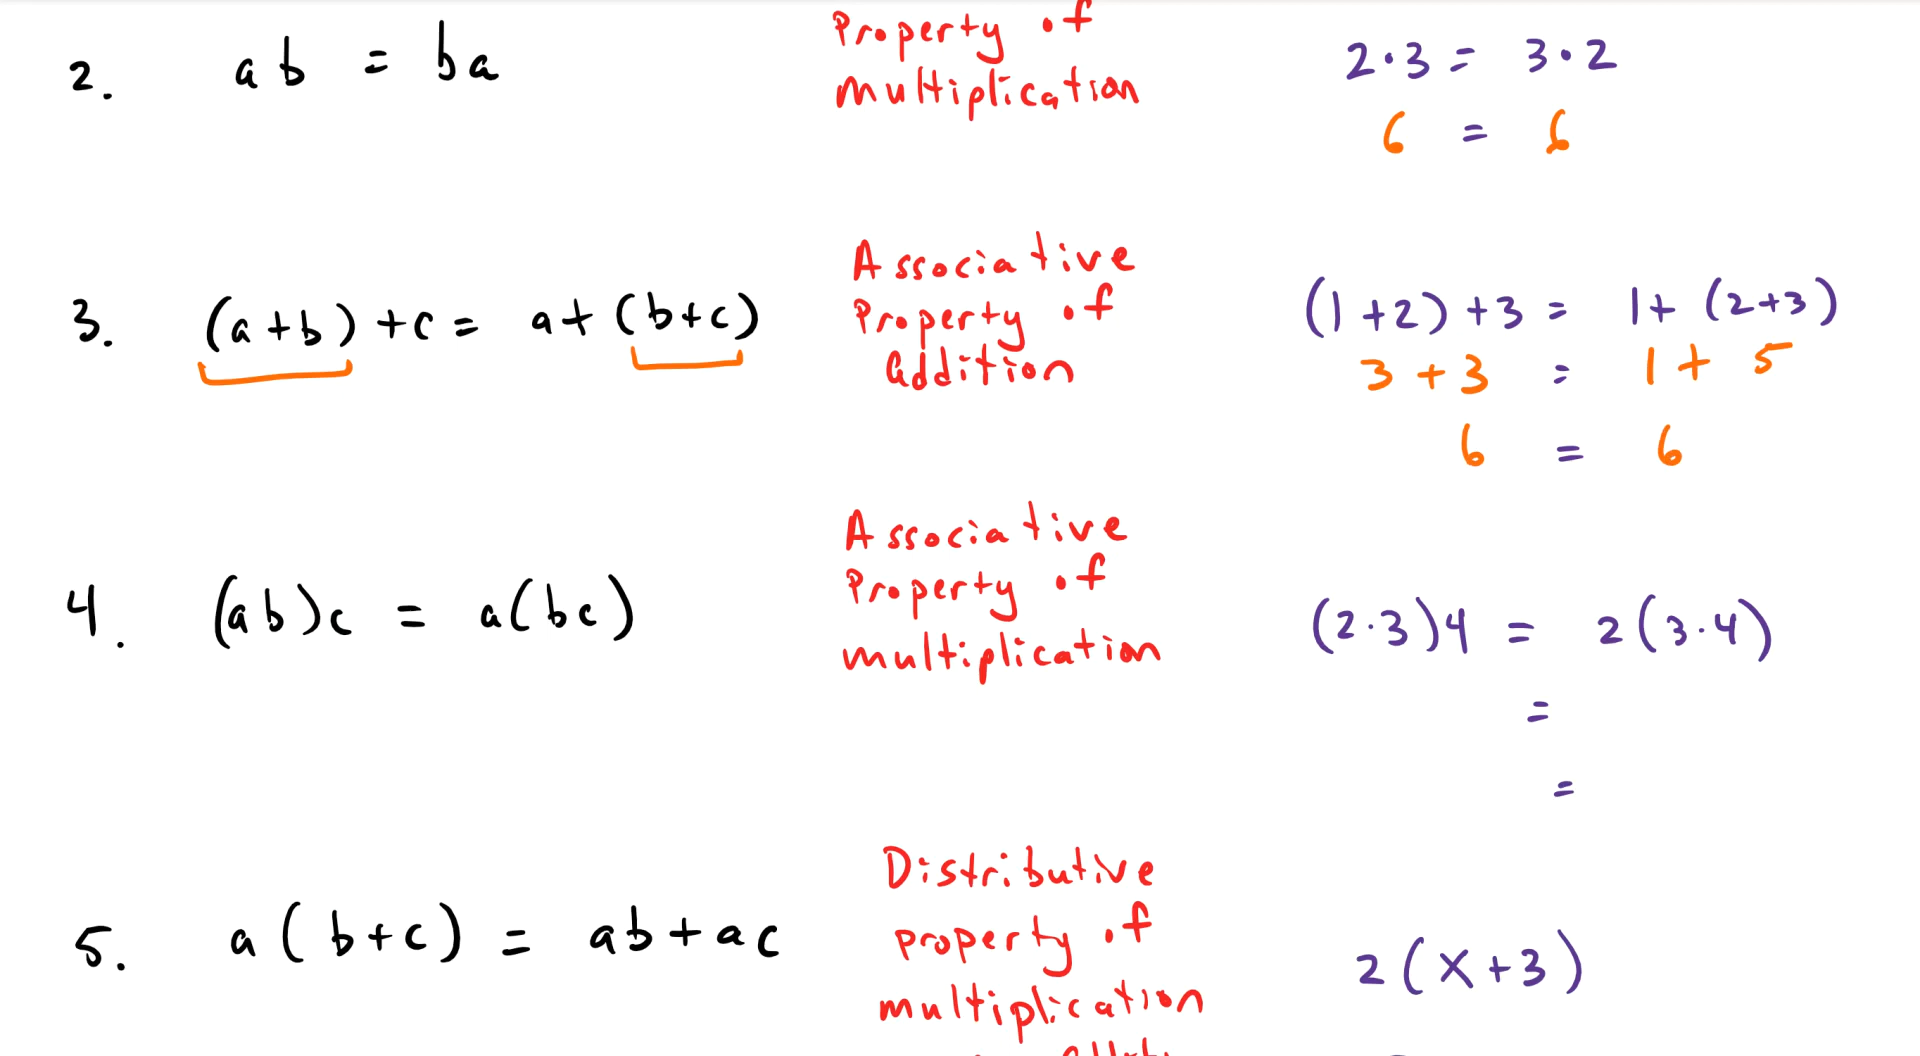 Property of
2. ab = ba
multiplication
2·3 = 3·2
6 = 6
Associative
3. (a+b)+c = a+(b+c)
Property of
addition
(1+2)+3 = 1+(2+3)
3+3 = 1+5
6 = 6
Associative
4. (ab)c = a(bc)
Property of
multiplication
(2·3)4 = 2(3·4)
=
=
Distributive
5. a(b+c) = ab+ac
property of
multiplication
2(x+3)